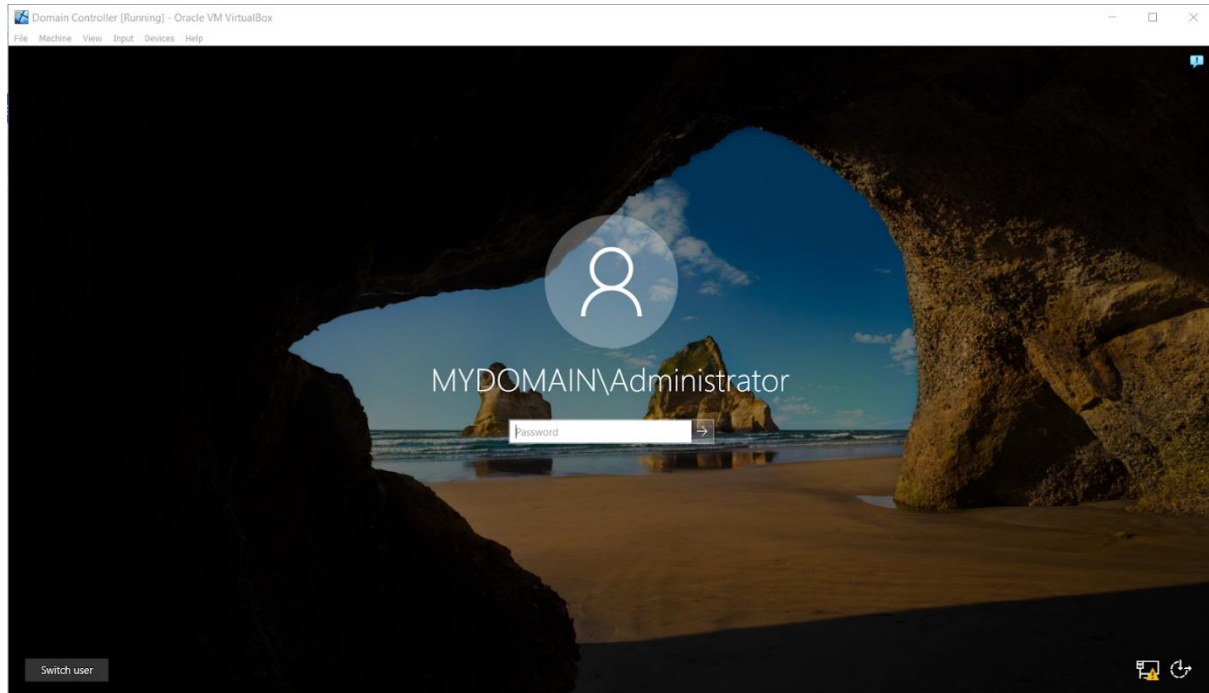 Domain Controller [Running] - Oracle VM VirtualBox
File Machine View Input Devices Help
MYDOMAIN\Administrator
Password
Switch user